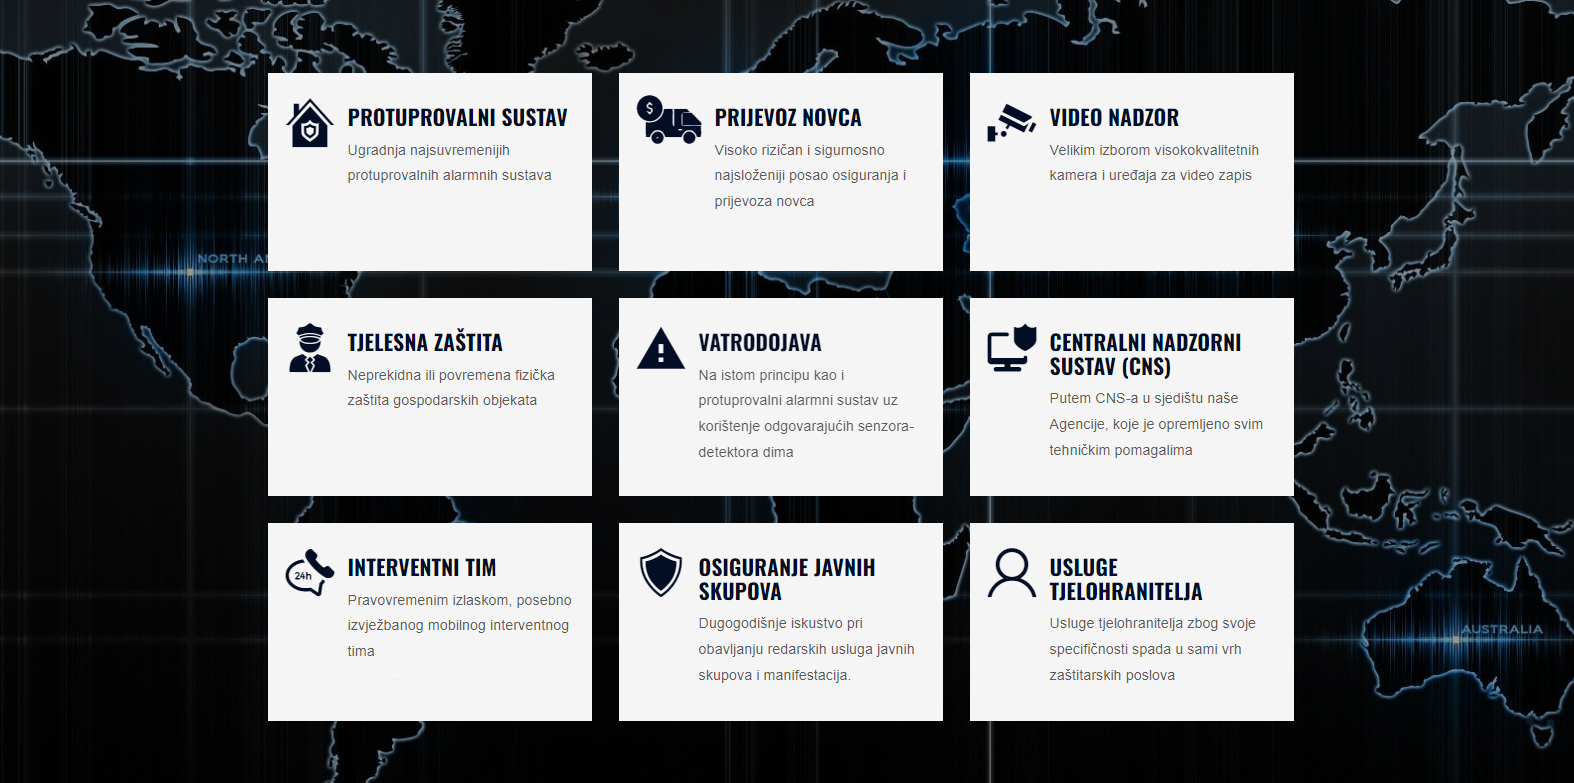 PROTUPROVALNI SUSTAV
Ugradnja najsuvremenijih
protuprovalnih alarmnih sustava
$
PRIJEVOZ NOVCA
Visoko rizičan i sigurnosno
najsloženiji posao osiguranja i
prijevoza novca
VIDEO NADZOR
Velikim izborom visokokvalitetnih
kamera i uređaja za video zapis
NORTH
TJELESNA ZAŠTITA
Neprekidna ili povremena fizička
zaštita gospodarskih objekata
VATRODOJAVA
Na istom principu kao i
protuprovalni alarmni sustav uz
korištenje odgovarajućih senzora-
detektora dima
CENTRALNI NADZORNI
SUSTAV (CNS)
Putem CNS-a u sjedištu naše
Agencije, koje je opremljeno svim
tehničkim pomagalima
24h
INTERVENTNI TIM
Pravovremenim izlaskom, posebno
izvježbanog mobilnog interventnog
tima
OSIGURANJE JAVNIH
SKUPOVA
Dugogodišnje iskustvo pri
obavljanju redarskih usluga javnih
skupova i manifestacija.
USLUGE
TJELOHRANITELJA
Usluge tjelohranitelja zbog svoje
specifičnosti spada u sami vrh
zaštitarskih poslova
AUSTRALIA